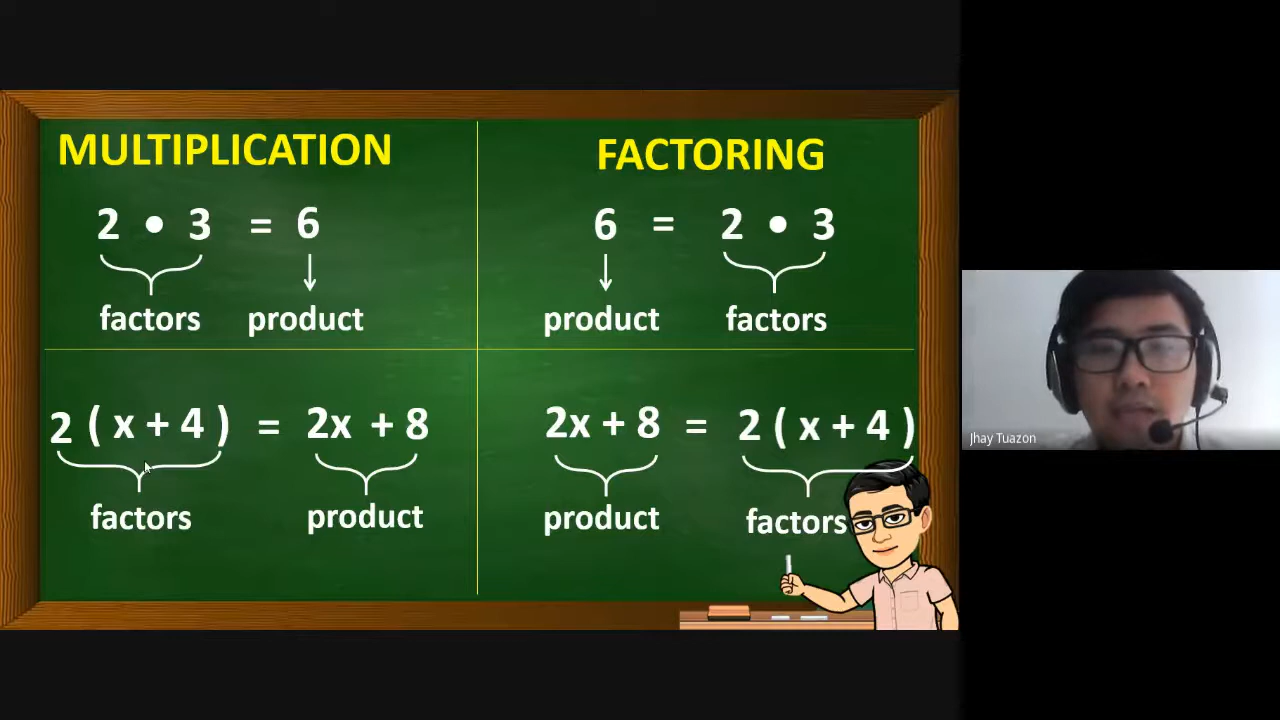 MULTIPLICATION
2 • 3 = 6
factors product
2 ( x + 4 ) = 2x + 8
factors product
FACTORING
6 = 2 • 3
product factors
2x + 8 = 2 ( x + 4 )
product factors
Jhay Tuazon